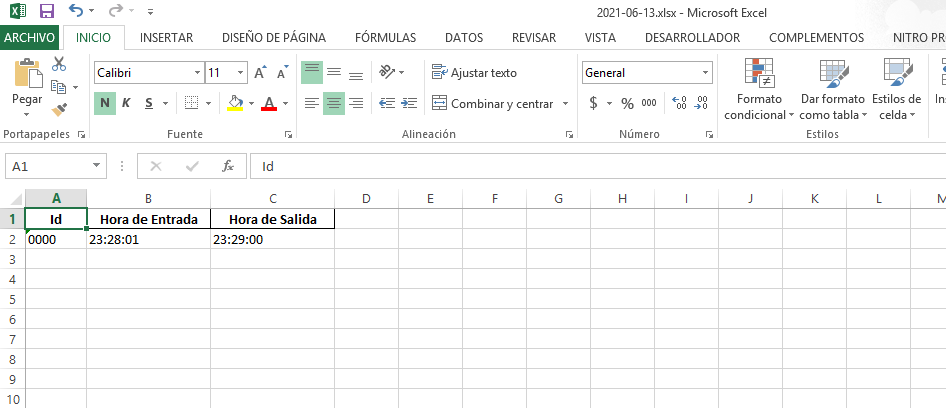 2021-06-13.xlsx - Microsoft Excel
ARCHIVO INICIO INSERTAR DISEÑO DE PÁGINA FÓRMULAS DATOS REVISAR VISTA DESARROLLADOR COMPLEMENTOS NITRO PR
Pegar
Calibri 11
N K S
Ajustar texto
Combinar y centrar
General
$ % 000
Formato condicional
Dar formato como tabla
Estilos de celda
Ins
Portapapeles Fuente Alineación Número Estilos
A1 fx Id
A B C D E F G H I J K L M
1 Id Hora de Entrada Hora de Salida
2 0000 23:28:01 23:29:00
3
4
5
6
7
8
9
10